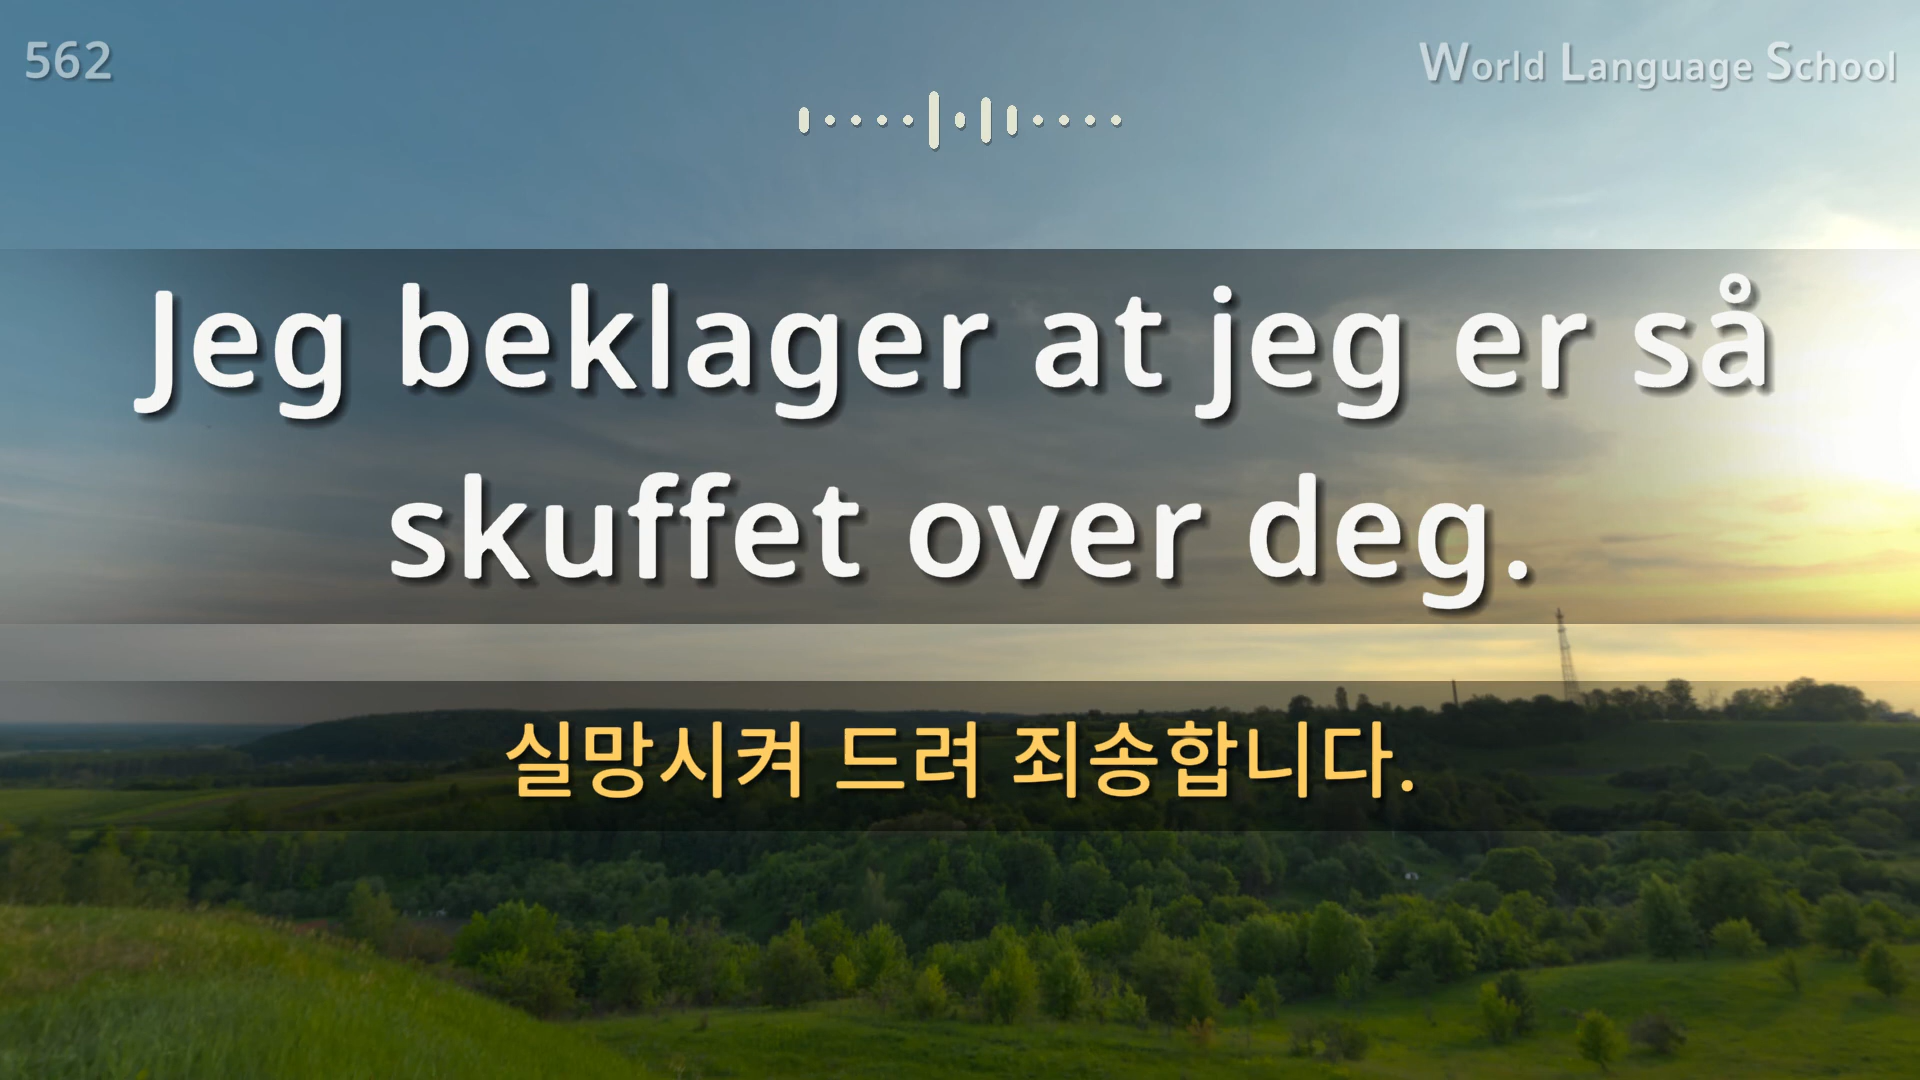 562
World Language School
Jeg beklager at jeg er så
skuffet over deg.
실망시켜 드려 죄송합니다.